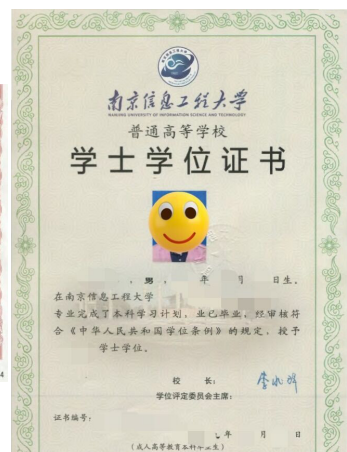 南京信息工程大学
NANJING UNIVERSITY OF INFORMATION SCIENCE AND TECHNOLOGY
普通高等学校
学士学位证书
，男， 年 月 日生。
在南京信息工程大学
专业完成了本科学习计划，业已毕业，经审核符
合《中华人民共和国学位条例》的规定，授予
学士学位。
校 长：
学位评定委员会主席：
证书编号：
年 月 日
（成人高等教育本科毕业生）
4